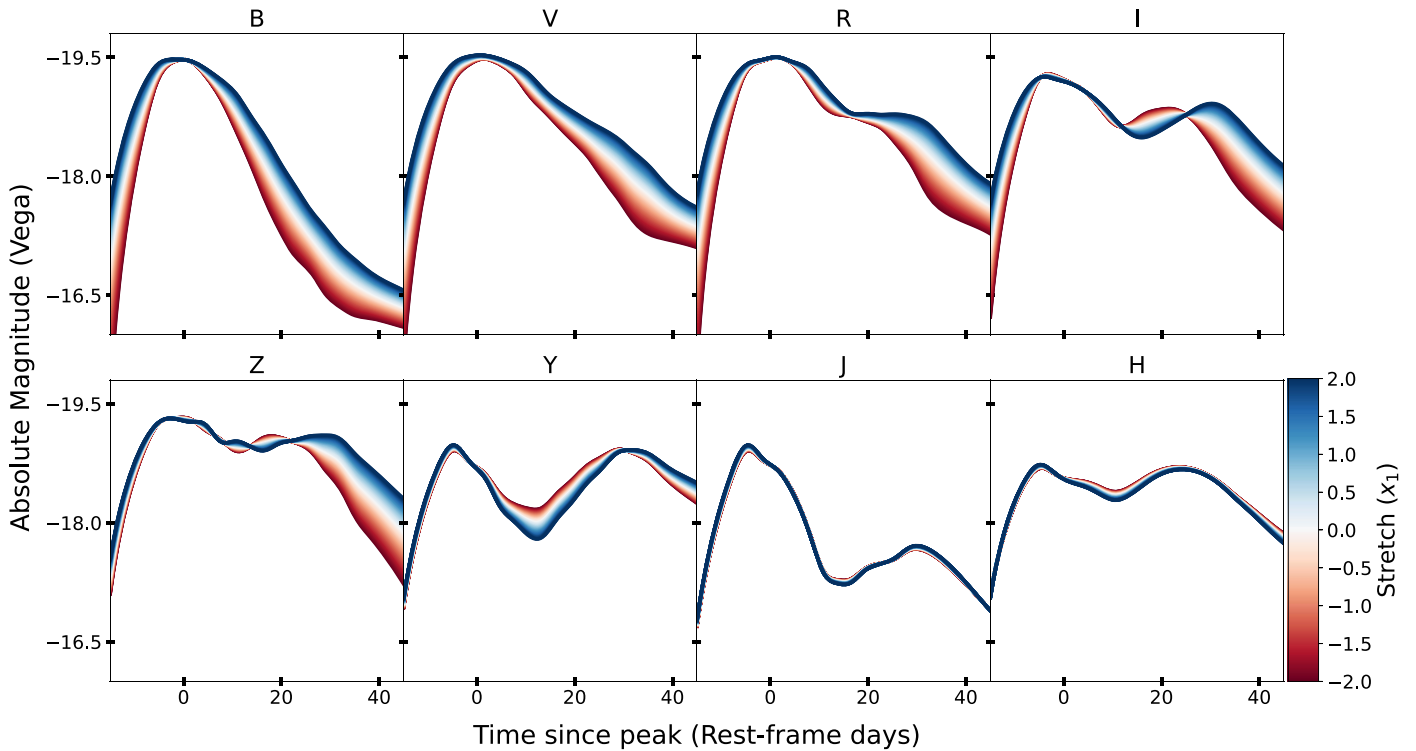 B V R I
−19.5
−18.0
−16.5
Z Y J H
−19.5
−18.0
−16.5
0 20 40 0 20 40 0 20 40 0 20 40
2.0
1.5
1.0
0.5
0.0
−0.5
−1.0
−1.5
−2.0
Absolute Magnitude (Vega)
Time since peak (Rest-frame days)
Stretch (x₁)